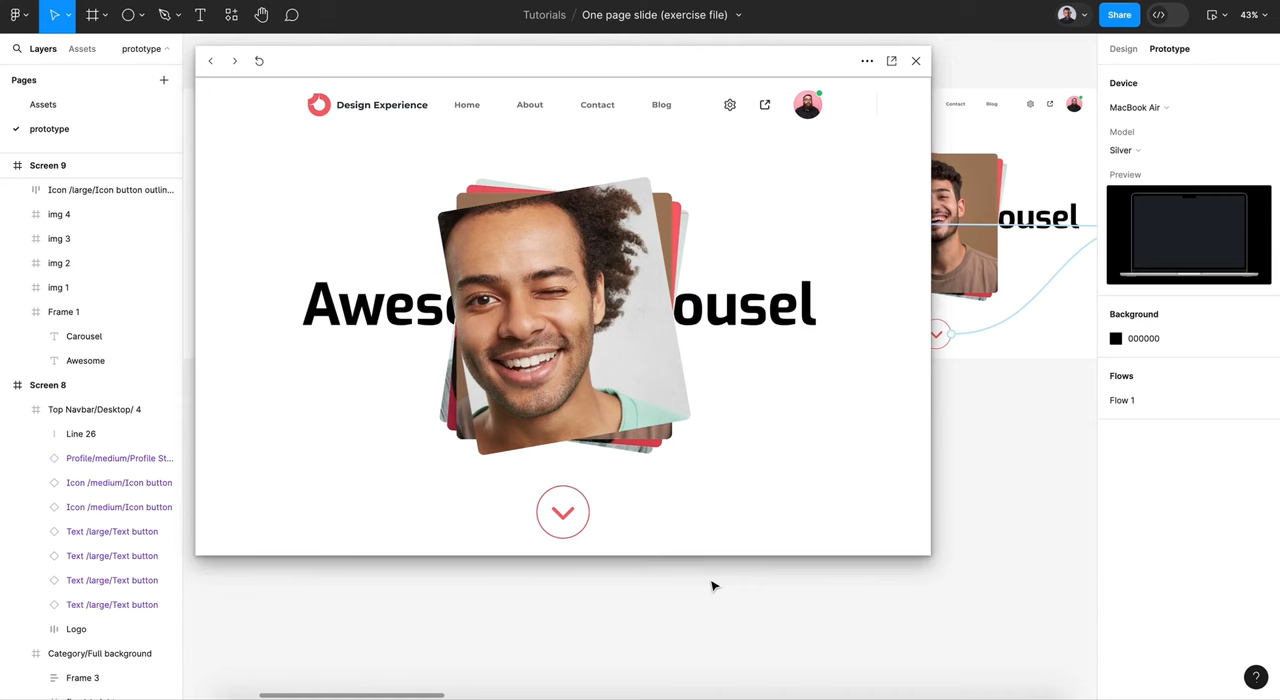 Tutorials / One page slide (exercise file)
Share
43%
Layers
Assets
prototype
Pages
Assets
prototype
Screen 9
Icon /large/Icon button outlin...
img 4
img 3
img 2
img 1
Frame 1
Carousel
Awesome
Screen 8
Top Navbar/Desktop/ 4
Line 26
Profile/medium/Profile St...
Icon /medium/Icon button
Icon /medium/Icon button
Text /large/Text button
Text /large/Text button
Text /large/Text button
Text /large/Text button
Logo
Category/Full background
Frame 3
Design Experience
Home
About
Contact
Blog
Aweso
ousel
Contact
Blog
ousel
Design
Prototype
Device
MacBook Air
Model
Silver
Preview
Background
000000
Flows
Flow 1
?